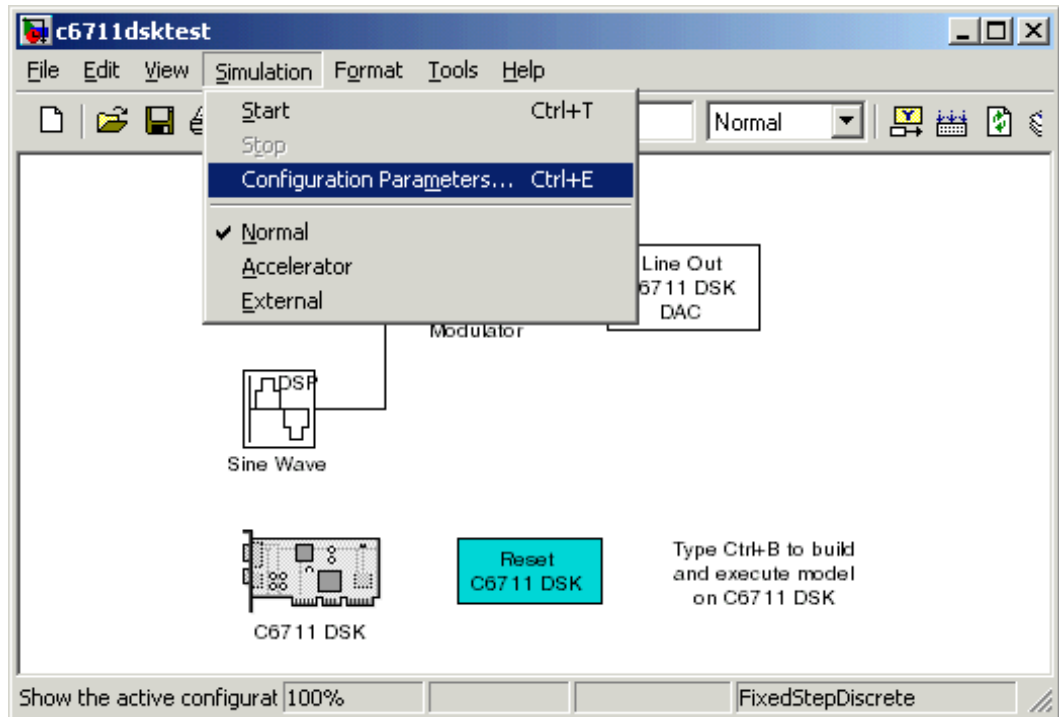 c6711dsktest
File Edit View Simulation Format Tools Help
Normal
Start Ctrl+T
Stop
Configuration Parameters... Ctrl+E
Normal
Accelerator
External
Line Out
6711 DSK
DAC
Modulator
DSP
Sine Wave
C6711 DSK
Reset
C6711 DSK
Type Ctrl+B to build
and execute model
on C6711 DSK
Show the active configurat 100% FixedStepDiscrete